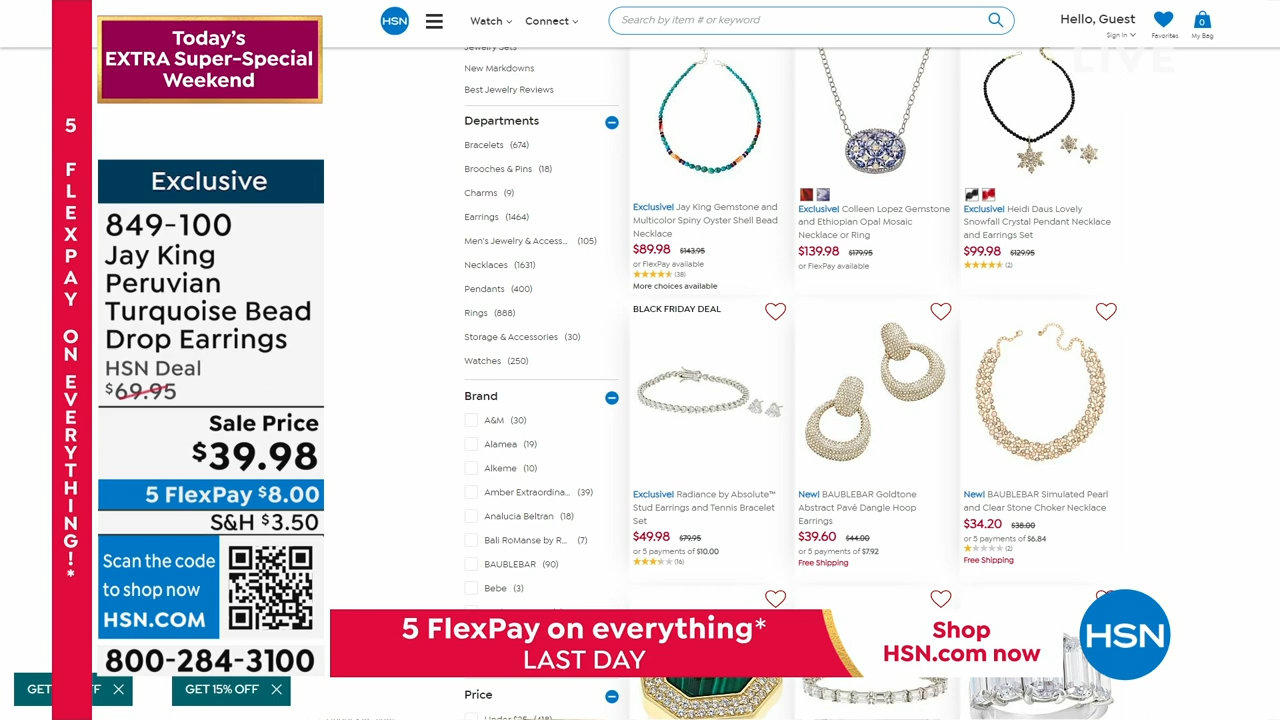 5 FLEXPAY ON EVERYTHING!*
Today's
EXTRA Super-Special
Weekend
Exclusive
849-100
Jay King
Peruvian
Turquoise Bead
Drop Earrings
HSN Deal
$69.95
Sale Price
$39.98
5 FlexPay $8.00
S&H $3.50
Scan the code
to shop now
HSN.COM
800-284-3100
GET 15% OFF
HSN
Watch
Connect
Search by item # or keyword
Hello, Guest
Sign In
Favorites
0
My Bag
LIVE
Jewelry Sets
New Markdowns
Best Jewelry Reviews
Departments
Bracelets (674)
Brooches & Pins (18)
Charms (9)
Earrings (1464)
Men's Jewelry & Access... (105)
Necklaces (1631)
Pendants (400)
Rings (888)
Storage & Accessories (30)
Watches (250)
Brand
A&M (30)
Alamea (19)
Alkeme (10)
Amber Extraordina... (39)
Analucia Beltran (18)
Bali RoManse by R... (7)
BAUBLEBAR (90)
Bebe (3)
Price
Exclusive! Jay King Gemstone and
Multicolor Spiny Oyster Shell Bead
Necklace
$89.98 $143.95
or FlexPay available
(38)
More choices available
Exclusive! Colleen Lopez Gemstone
and Ethiopian Opal Mosaic
Necklace or Ring
$139.98 $179.95
or FlexPay available
Exclusive! Heidi Daus Lovely
Snowfall Crystal Pendant Necklace
and Earrings Set
$99.98 $129.95
(2)
BLACK FRIDAY DEAL
Exclusive! Radiance by Absolute™
Stud Earrings and Tennis Bracelet
Set
$49.98 $79.95
or 5 payments of $10.00
(16)
New! BAUBLEBAR Goldtone
Abstract Pavé Dangle Hoop
Earrings
$39.60 $44.00
or 5 payments of $7.92
Free Shipping
New! BAUBLEBAR Simulated Pearl
and Clear Stone Choker Necklace
$34.20 $38.00
or 5 payments of $6.84
(2)
Free Shipping
5 FlexPay on everything*
LAST DAY
Shop
HSN.com now
HSN